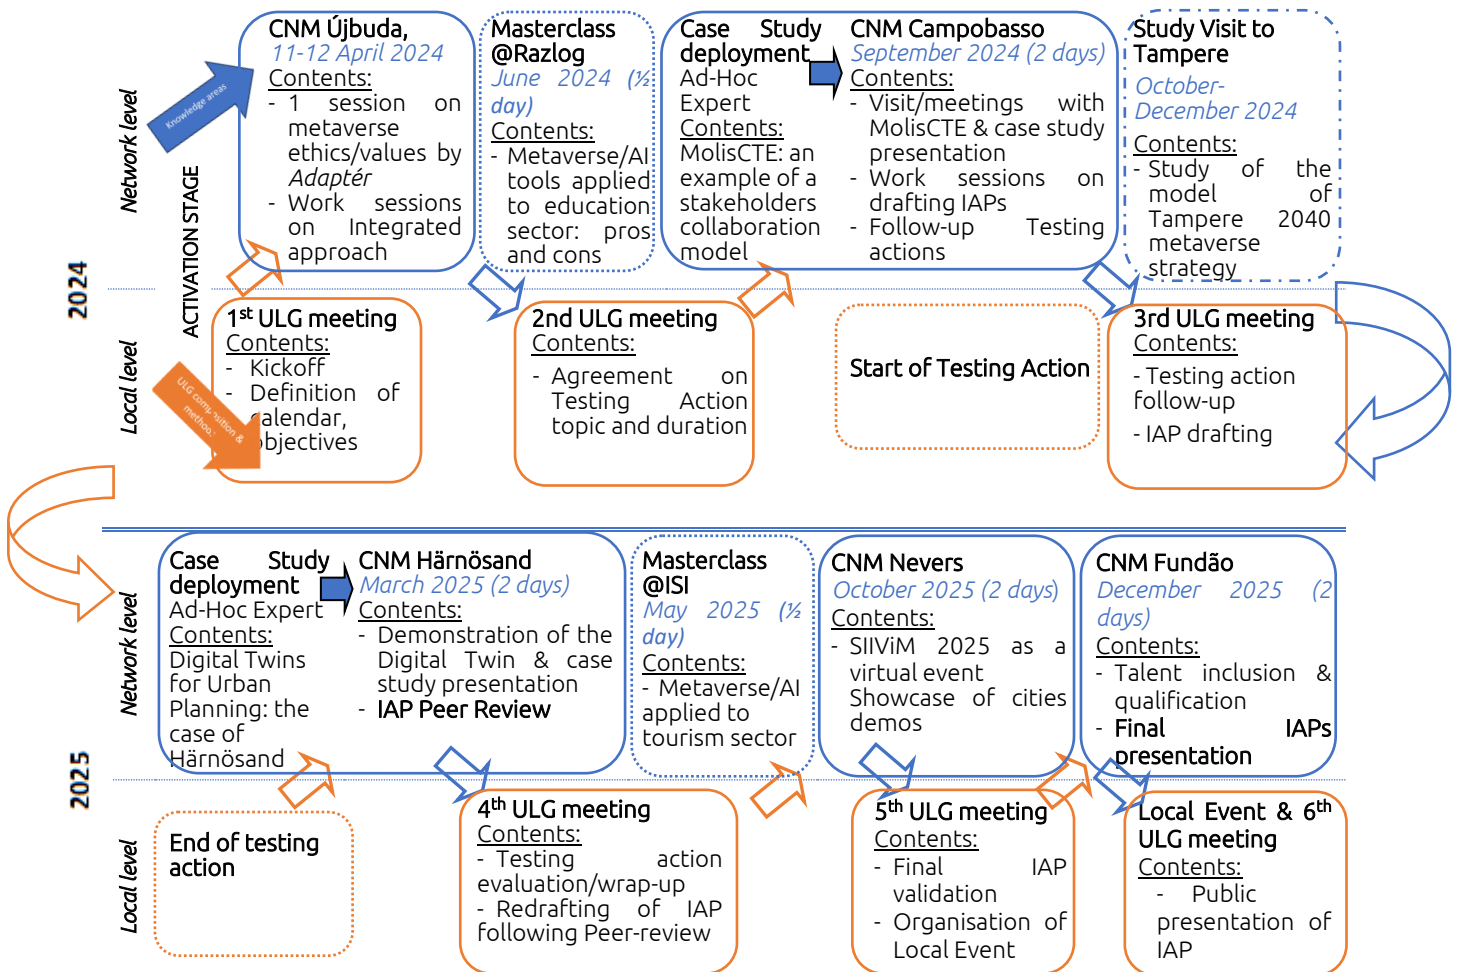 2024
Network level
Knowledge areas
ACTIVATION STAGE
CNM Újbuda,
11-12 April 2024
Contents:
- 1 session on
metaverse
ethics/values by
Adaptér
- Work sessions
on Integrated
approach
Masterclass
@Razlog
June 2024 (½
day)
Contents:
- Metaverse/AI
tools applied
to education
sector: pros
and cons
Case Study
deployment
Ad-Hoc
Expert
Contents:
MolisCTE: an
example of a
stakeholders
collaboration
model
CNM Campobasso
September 2024 (2 days)
Contents:
- Visit/meetings with
MolisCTE & case study
presentation
- Work sessions on
drafting IAPs
- Follow-up Testing
actions
Study Visit to
Tampere
October-
December 2024
Contents:
- Study of the
model of
Tampere 2040
metaverse
strategy
Local level
ULG composition &
1st ULG meeting
Contents:
- Kickoff
- Definition of
calendar,
objectives
2nd ULG meeting
Contents:
- Agreement on
Testing Action
topic and duration
Start of Testing Action
3rd ULG meeting
Contents:
- Testing action
follow-up
- IAP drafting
2025
Network level
Case Study
deployment
Ad-Hoc Expert
Contents:
Digital Twins
for Urban
Planning: the
case of
Härnösand
CNM Härnösand
March 2025 (2 days)
Contents:
- Demonstration of the
Digital Twin & case
study presentation
- IAP Peer Review
Masterclass
@ISI
May 2025 (½
day)
Contents:
- Metaverse/AI
applied to
tourism sector
CNM Nevers
October 2025 (2 days)
Contents:
- SIIViM 2025 as a
virtual event
Showcase of cities
demos
CNM Fundão
December 2025 (2
days)
Contents:
- Talent inclusion &
qualification
- Final IAPs
presentation
Local level
End of testing
action
4th ULG meeting
Contents:
- Testing action
evaluation/wrap-up
- Redrafting of IAP
following Peer-review
5th ULG meeting
Contents:
- Final IAP
validation
- Organisation of
Local Event
Local Event & 6th
ULG meeting
Contents:
- Public
presentation of
IAP